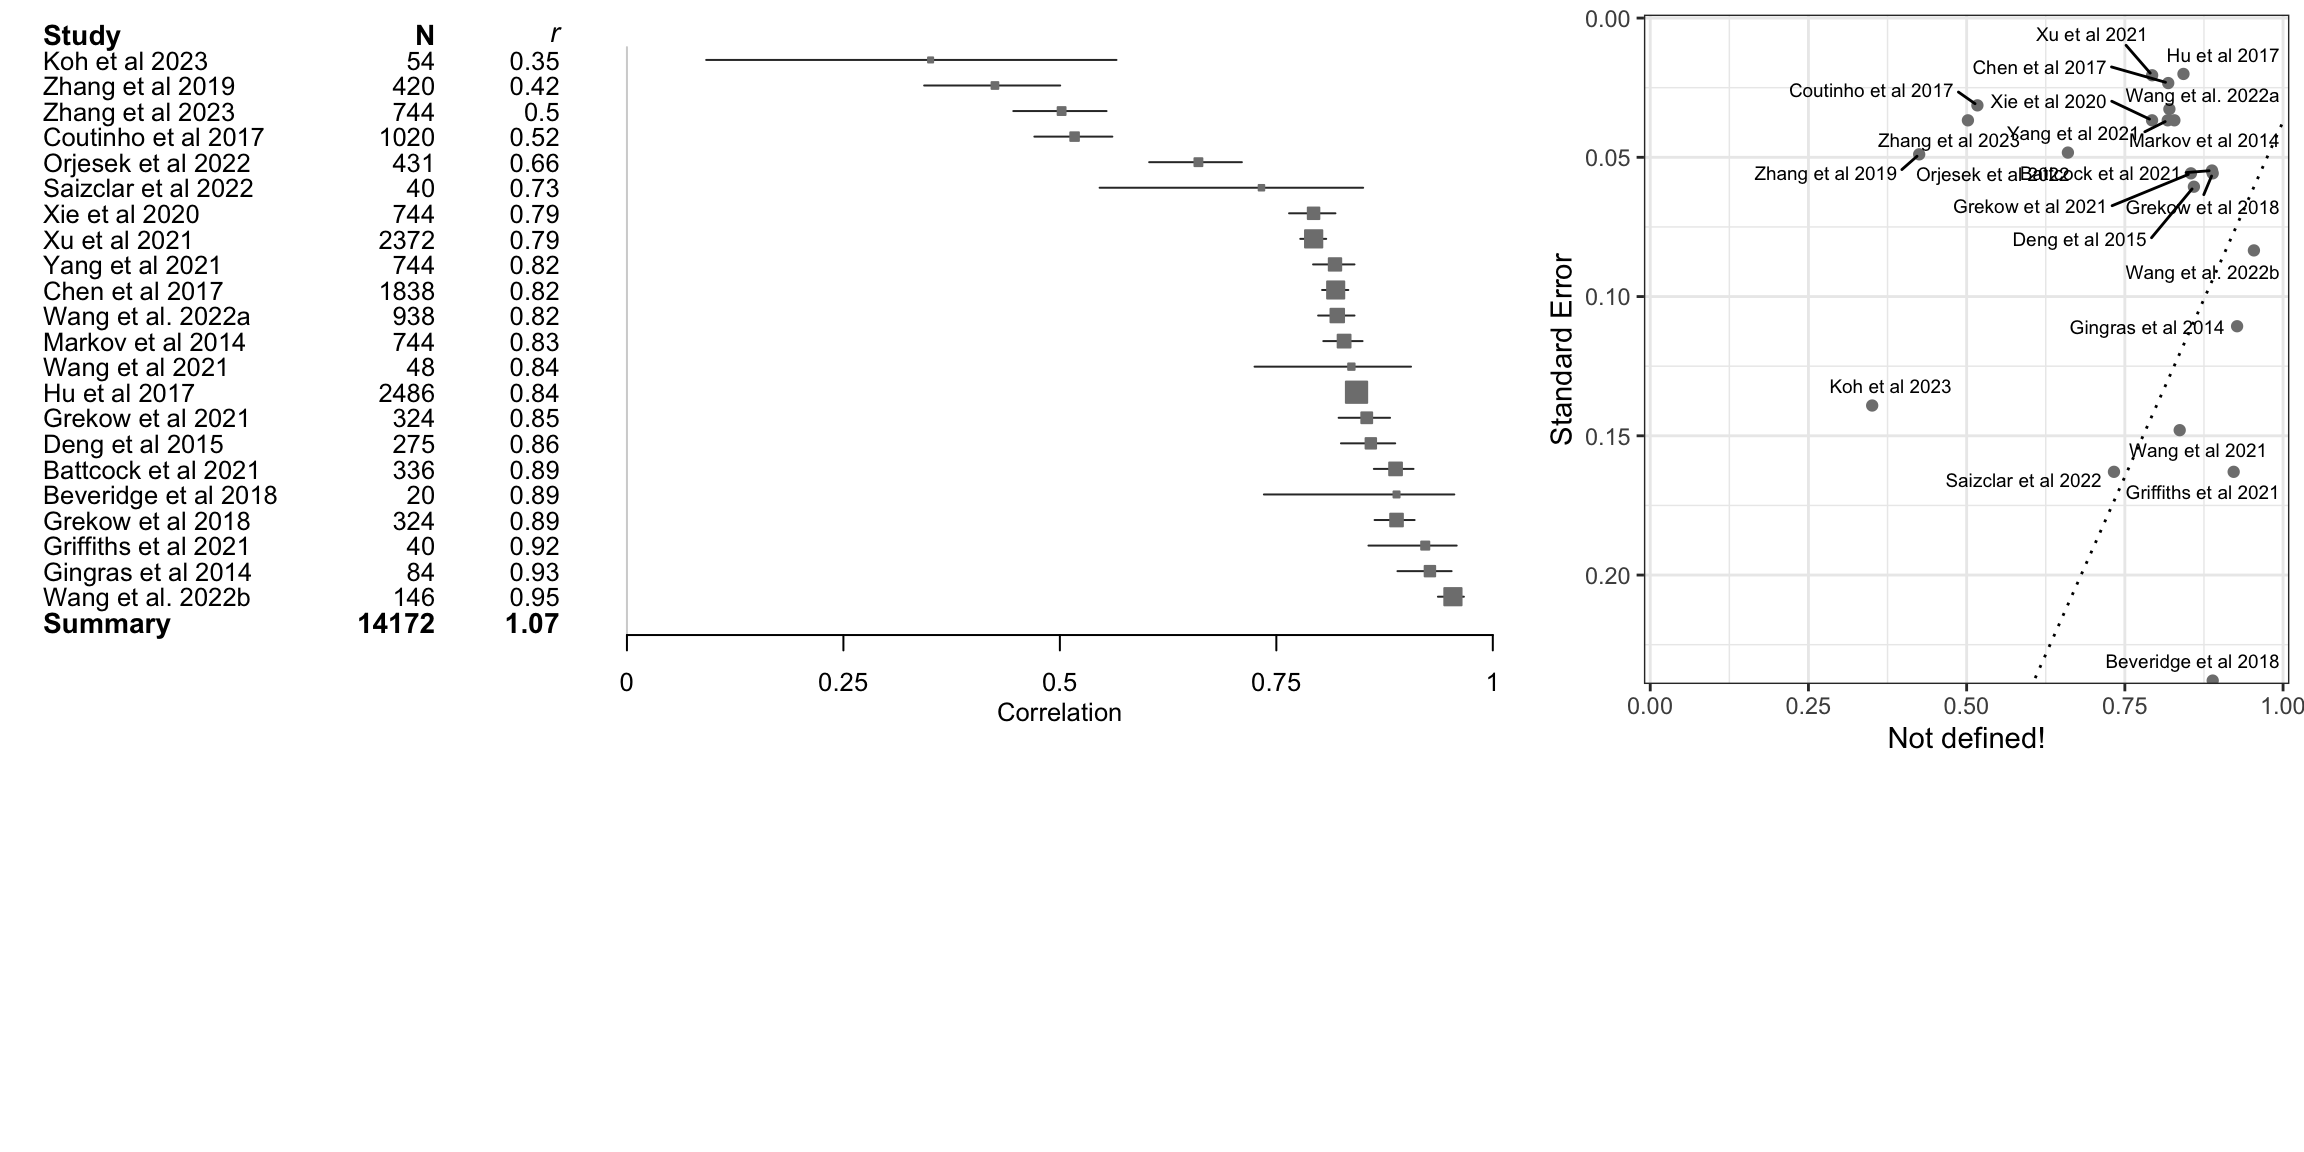 Study N r
Koh et al 2023 54 0.35
Zhang et al 2019 420 0.42
Zhang et al 2023 744 0.5
Coutinho et al 2017 1020 0.52
Orjesek et al 2022 431 0.66
Saizclar et al 2022 40 0.73
Xie et al 2020 744 0.79
Xu et al 2021 2372 0.79
Yang et al 2021 744 0.82
Chen et al 2017 1838 0.82
Wang et al. 2022a 938 0.82
Markov et al 2014 744 0.83
Wang et al 2021 48 0.84
Hu et al 2017 2486 0.84
Grekow et al 2021 324 0.85
Deng et al 2015 275 0.86
Battcock et al 2021 336 0.89
Beveridge et al 2018 20 0.89
Grekow et al 2018 324 0.89
Griffiths et al 2021 40 0.92
Gingras et al 2014 84 0.93
Wang et al. 2022b 146 0.95
Summary 14172 1.07
0 0.25 0.5 0.75 1
Correlation
Standard Error
0.00
0.05
0.10
0.15
0.20
Xu et al 2021
Hu et al 2017
Chen et al 2017
Coutinho et al 2017
Wang et al. 2022a
Xie et al 2020
Yang et al 2021
Zhang et al 2023
Markov et al 2014
Zhang et al 2019
Orjesek et al 2022
Battcock et al 2021
Grekow et al 2021
Grekow et al 2018
Deng et al 2015
Wang et al. 2022b
Gingras et al 2014
Koh et al 2023
Wang et al 2021
Saizclar et al 2022
Griffiths et al 2021
Beveridge et al 2018
0.00 0.25 0.50 0.75 1.00
Not defined!